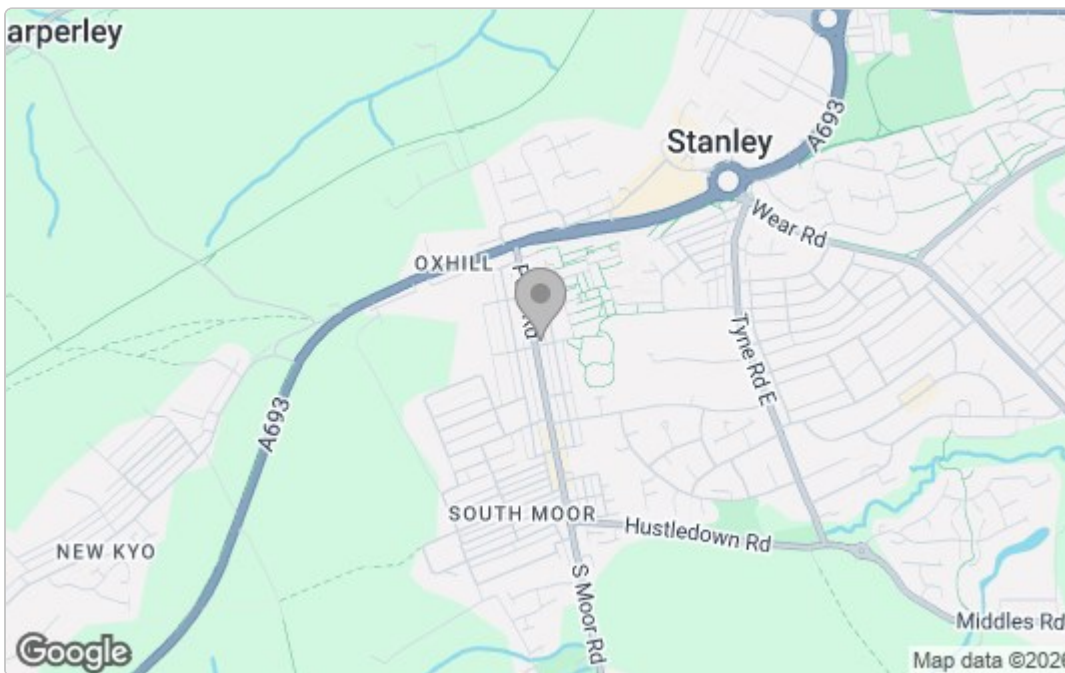 arperley
Stanley
A693
Wear Rd
OXHILL
Rd
Tyne Rd E
A693
SOUTH MOOR
Hustledown Rd
NEW KYO
S Moor Rd
Middles Rd
Google
Map data ©2026